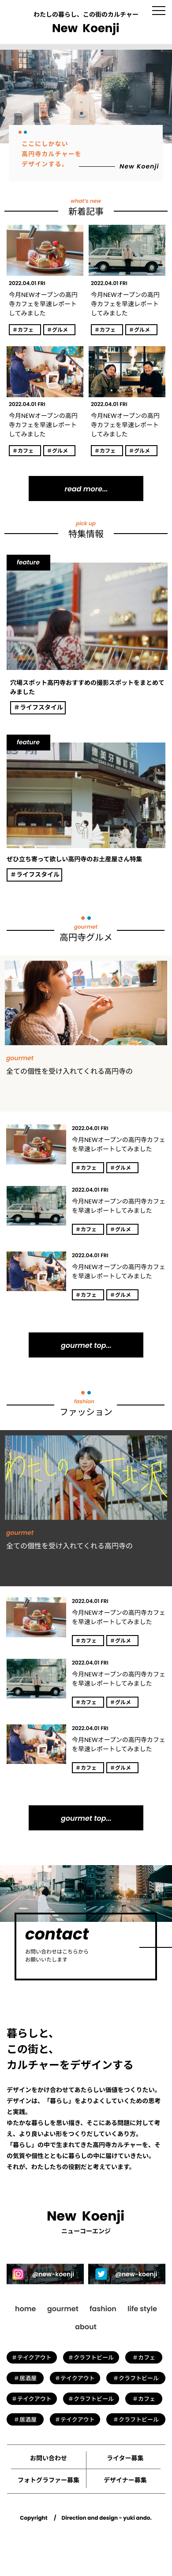 わたしの暮らし、この街のカルチャー
New Koenji
ここにしかない
高円寺カルチャーを
デザインする。
New Koenji
what's new
新着記事
2022.04.01 FRI
今月NEWオープンの高円
寺カフェを早速レポート
してみました
#カフェ #グルメ
2022.04.01 FRI
今月NEWオープンの高円
寺カフェを早速レポート
してみました
#カフェ #グルメ
2022.04.01 FRI
今月NEWオープンの高円
寺カフェを早速レポート
してみました
#カフェ #グルメ
2022.04.01 FRI
今月NEWオープンの高円
寺カフェを早速レポート
してみました
#カフェ #グルメ
read more...
pick up
特集情報
feature
穴場スポット高円寺おすすめの撮影スポットをまとめて
みました
#ライフスタイル
feature
ぜひ立ち寄って欲しい高円寺のお土産屋さん特集
#ライフスタイル
gourmet
高円寺グルメ
gourmet
全ての個性を受け入れてくれる高円寺の
2022.04.01 FRI
今月NEWオープンの高円寺カフェ
を早速レポートしてみました
#カフェ #グルメ
2022.04.01 FRI
今月NEWオープンの高円寺カフェ
を早速レポートしてみました
#カフェ #グルメ
2022.04.01 FRI
今月NEWオープンの高円寺カフェ
を早速レポートしてみました
#カフェ #グルメ
gourmet top...
fashion
ファッション
わたしの下北沢
gourmet
全ての個性を受け入れてくれる高円寺の
2022.04.01 FRI
今月NEWオープンの高円寺カフェ
を早速レポートしてみました
#カフェ #グルメ
2022.04.01 FRI
今月NEWオープンの高円寺カフェ
を早速レポートしてみました
#カフェ #グルメ
2022.04.01 FRI
今月NEWオープンの高円寺カフェ
を早速レポートしてみました
#カフェ #グルメ
gourmet top...
contact
お問い合わせはこちらから
お願いいたします
暮らしと、
この街と、
カルチャーをデザインする
デザインをかけ合わせてあたらしい価値をつくりたい。
デザインは、「暮らし」をよりよくしていくための思考
と実践。
ゆたかな暮らしを思い描き、そこにある問題に対して考
え、より良いよい形をつくりだしていくあり方。
「暮らし」の中で生まれてきた高円寺カルチャーを、そ
の気質や個性とともに暮らしの中に届けていきたい。
それが、わたしたちの役割だと考えています。
New Koenji
ニューコーエンジ
@new-koenji @new-koenji
home gourmet fashion life style
about
#テイクアウト #クラフトビール #カフェ
#居酒屋 #テイクアウト #クラフトビール
#テイクアウト #クラフトビール #カフェ
#居酒屋 #テイクアウト #クラフトビール
お問い合わせ ライター募集
フォトグラファー募集 デザイナー募集
Copyright / Direction and design - yuki ando.